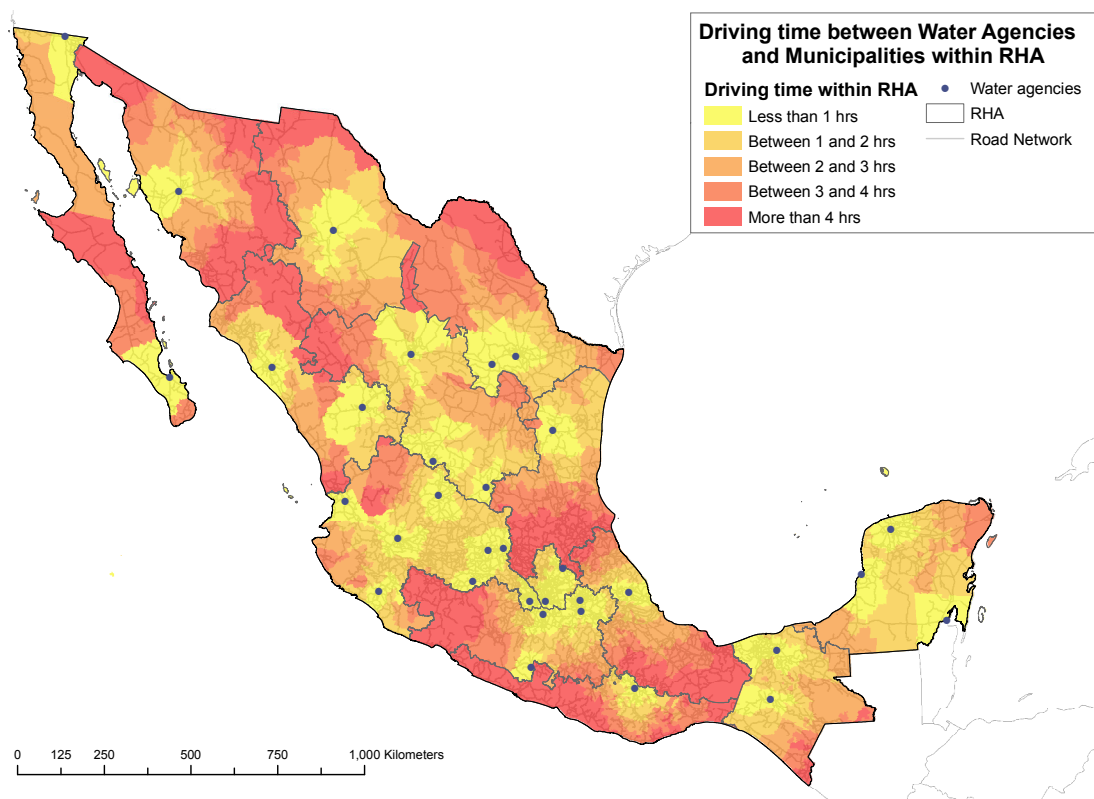 Driving time between Water Agencies
and Municipalities within RHA
Driving time within RHA
Less than 1 hrs
Between 1 and 2 hrs
Between 2 and 3 hrs
Between 3 and 4 hrs
More than 4 hrs
Water agencies
RHA
Road Network
0 125 250 500 750 1,000 Kilometers